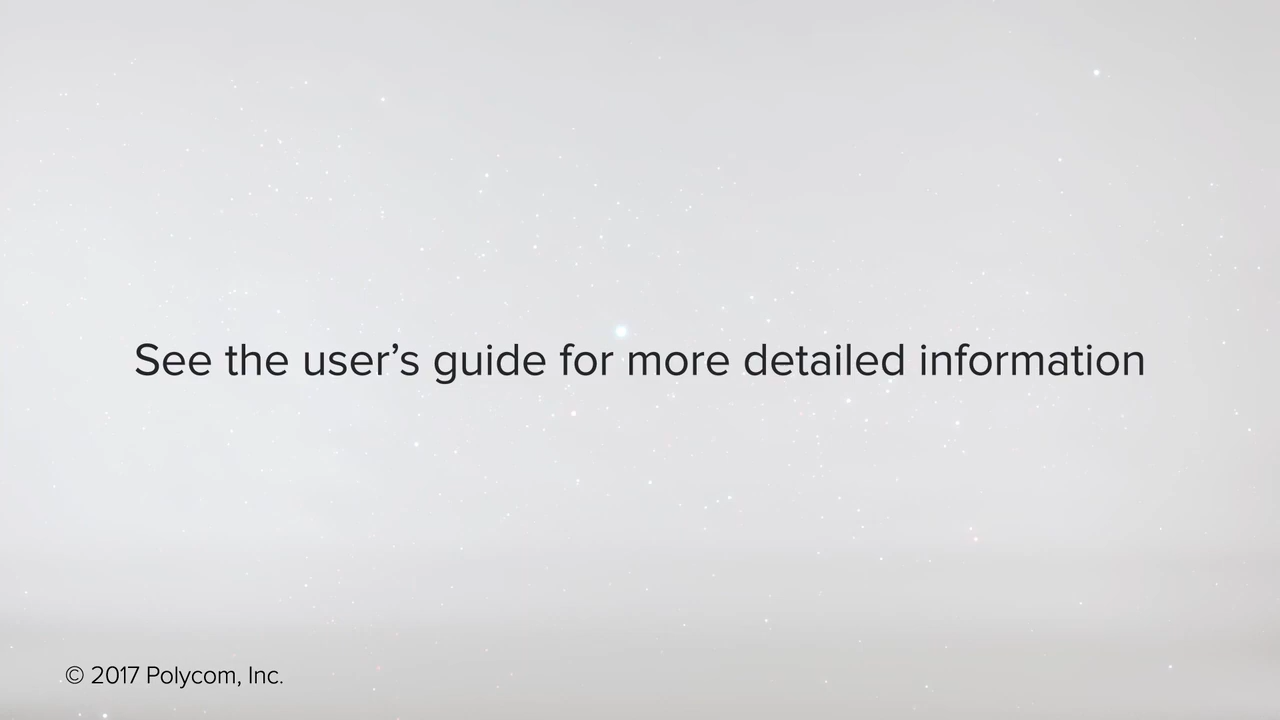 See the user’s guide for more detailed information
© 2017 Polycom, Inc.